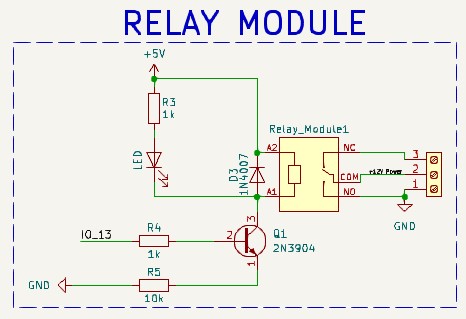 RELAY MODULE
+5V
R3
1k
Relay_Module1
LED
D3
1N4007
A2
NC
3
COM
+12V Power
2
A1
NO
1
GND
IO_13
R4
1k
2
3
Q1
2N3904
1
GND
R5
10k